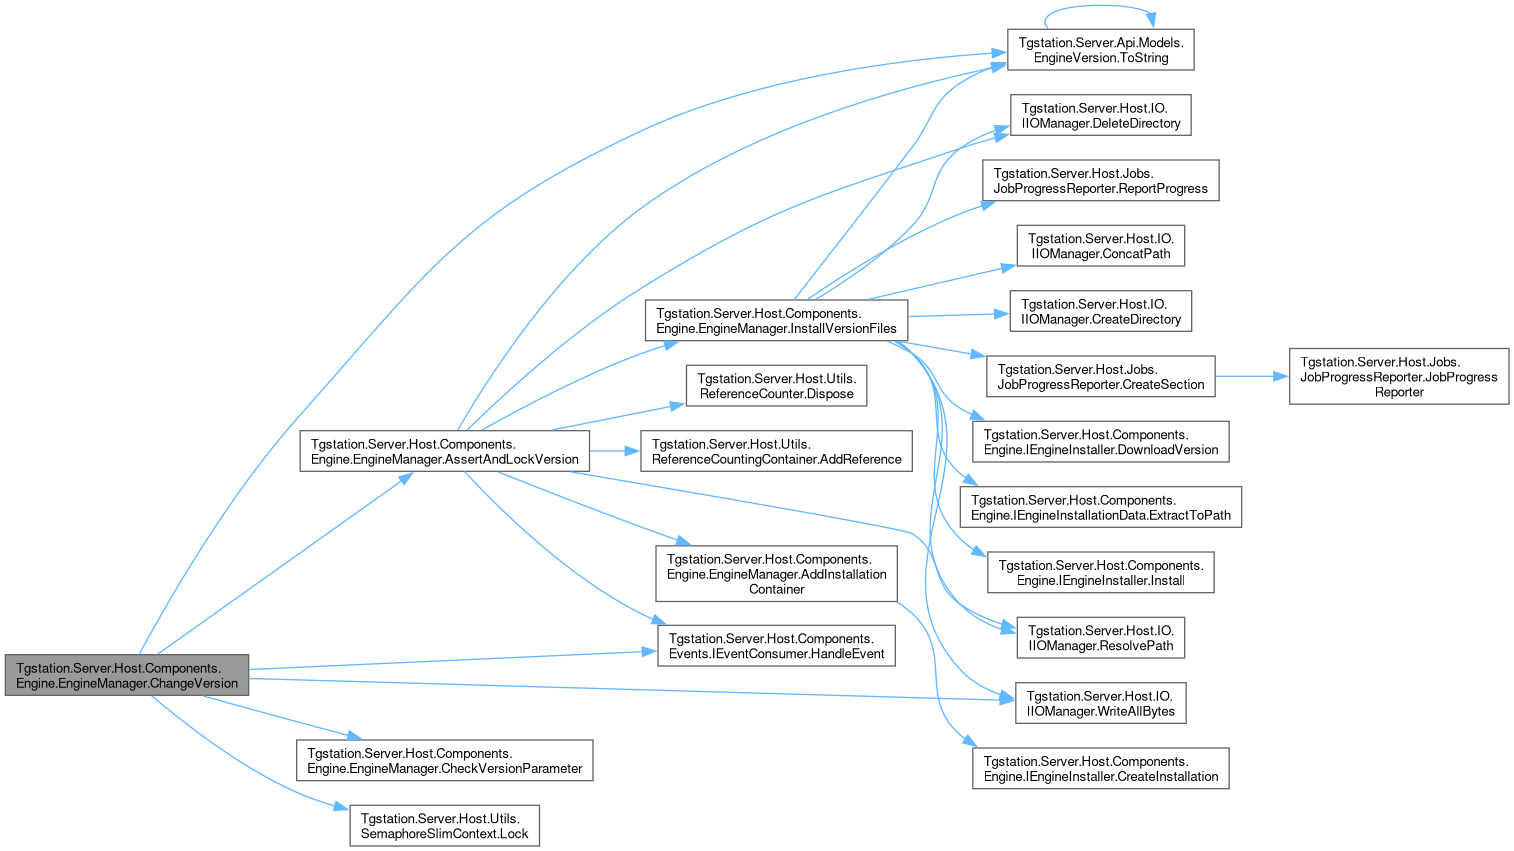 Tgstation.Server.Api.Models.
EngineVersion.ToString
Tgstation.Server.Host.IO.
IIOManager.DeleteDirectory
Tgstation.Server.Host.Jobs.
JobProgressReporter.ReportProgress
Tgstation.Server.Host.IO.
IIOManager.ConcatPath
Tgstation.Server.Host.Components.
Engine.EngineManager.InstallVersionFiles
Tgstation.Server.Host.IO.
IIOManager.CreateDirectory
Tgstation.Server.Host.Jobs.
JobProgressReporter.CreateSection
Tgstation.Server.Host.Jobs.
JobProgressReporter.JobProgress
Reporter
Tgstation.Server.Host.Utils.
ReferenceCounter.Dispose
Tgstation.Server.Host.Components.
Engine.IEngineInstaller.DownloadVersion
Tgstation.Server.Host.Components.
Engine.EngineManager.AssertAndLockVersion
Tgstation.Server.Host.Utils.
ReferenceCountingContainer.AddReference
Tgstation.Server.Host.Components.
Engine.IEngineInstallationData.ExtractToPath
Tgstation.Server.Host.Components.
Engine.EngineManager.AddInstallation
Container
Tgstation.Server.Host.Components.
Engine.IEngineInstaller.Install
Tgstation.Server.Host.Components.
Events.IEventConsumer.HandleEvent
Tgstation.Server.Host.IO.
IIOManager.ResolvePath
Tgstation.Server.Host.Components.
Engine.EngineManager.ChangeVersion
Tgstation.Server.Host.IO.
IIOManager.WriteAllBytes
Tgstation.Server.Host.Components.
Engine.EngineManager.CheckVersionParameter
Tgstation.Server.Host.Components.
Engine.IEngineInstaller.CreateInstallation
Tgstation.Server.Host.Utils.
SemaphoreSlimContext.Lock